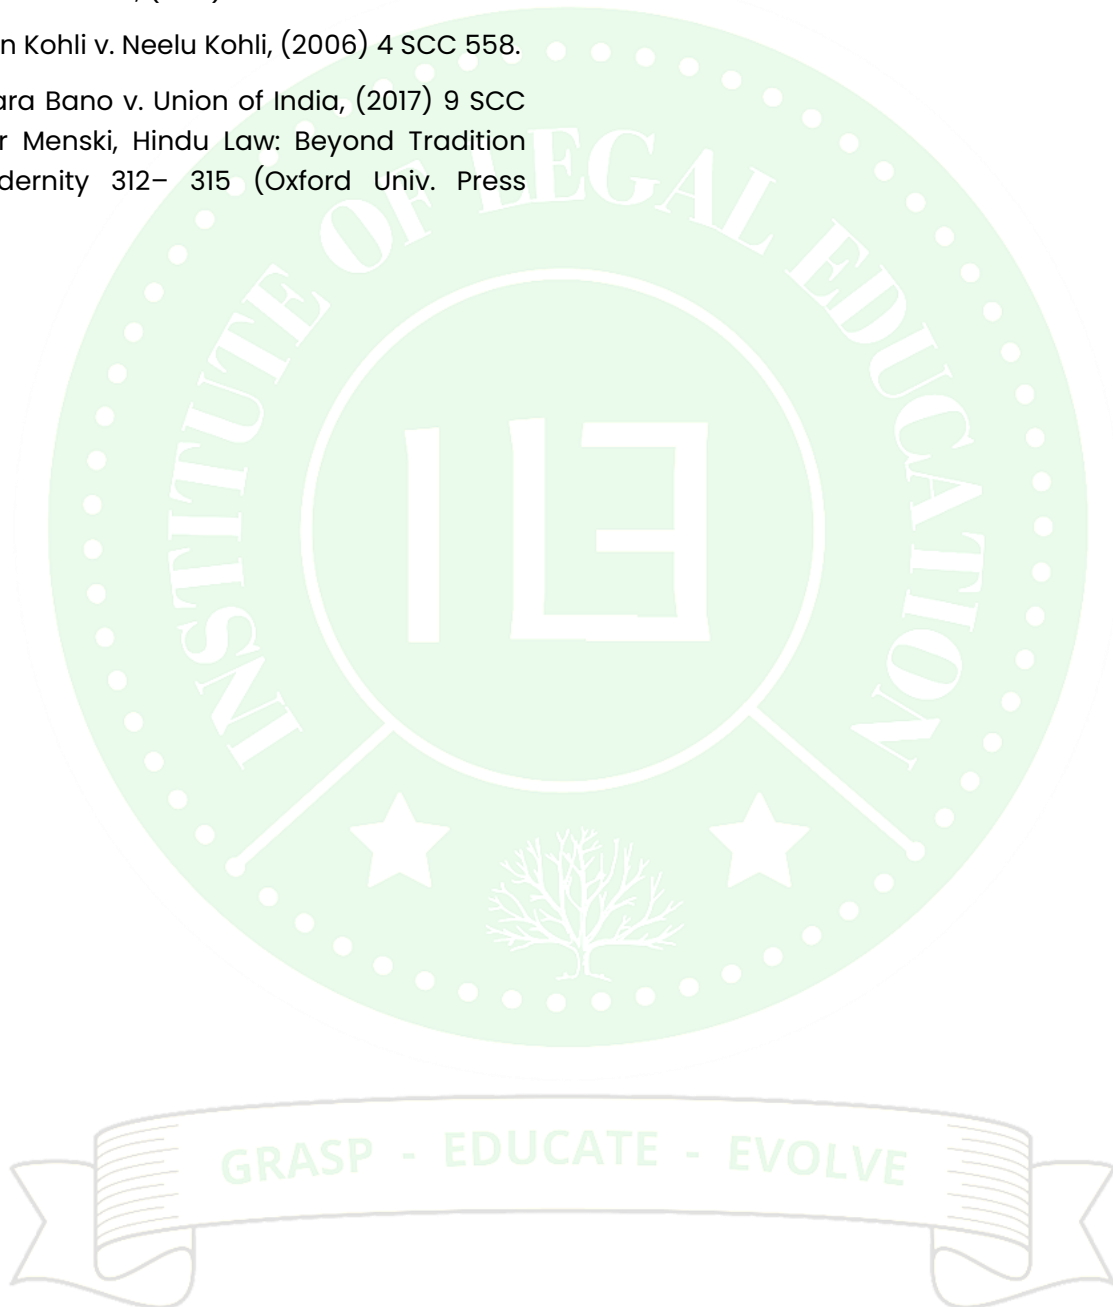 n Kohli v. Neelu Kohli, (2006) 4 SCC 558.
ara Bano v. Union of India, (2017) 9 SCC
r Menski, Hindu Law: Beyond Tradition
dernity 312– 315 (Oxford Univ. Press
INSTITUTE OF LEGAL EDUCATION
ILE
GRASP - EDUCATE - EVOLVE